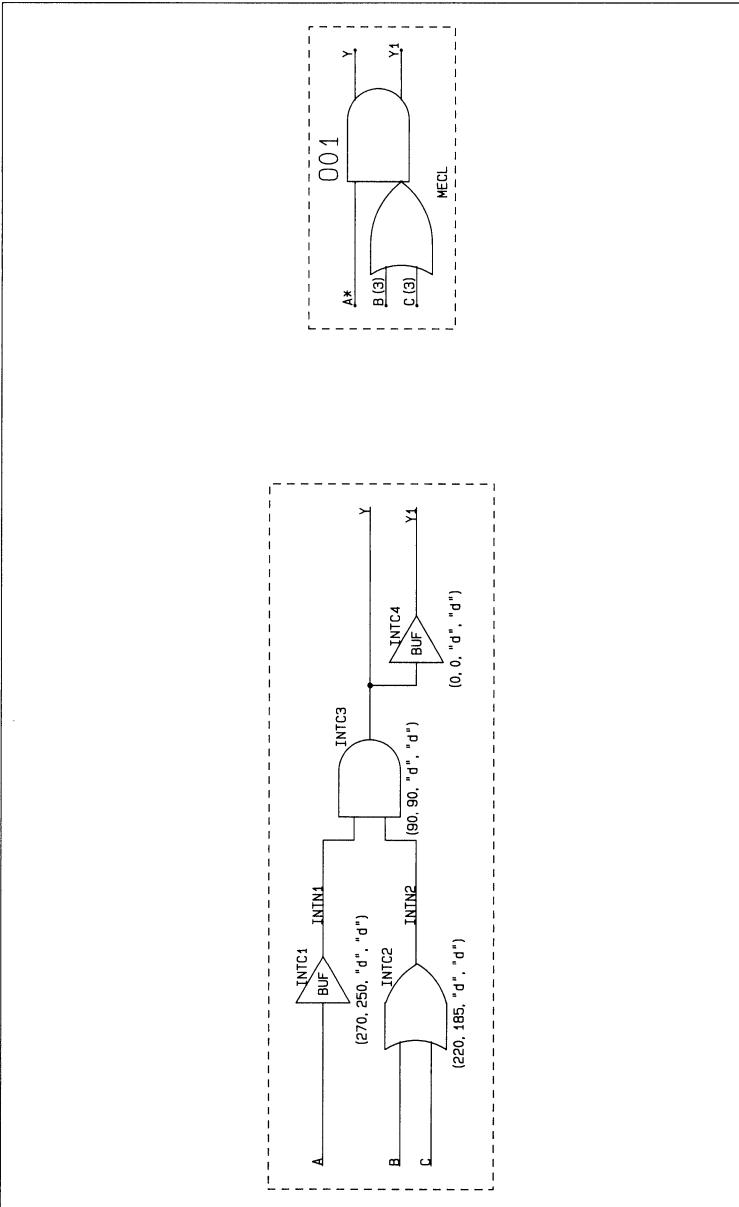 001
A*
B (3)
C (3)
Y
Y1
MECL
A
B
C
INTC1
BUF
(270, 250, "d", "d")
INTN1
INTC2
(220, 185, "d", "d")
INTN2
INTC3
(90, 90, "d", "d")
INTC4
BUF
(0, 0, "d", "d")
Y
Y1